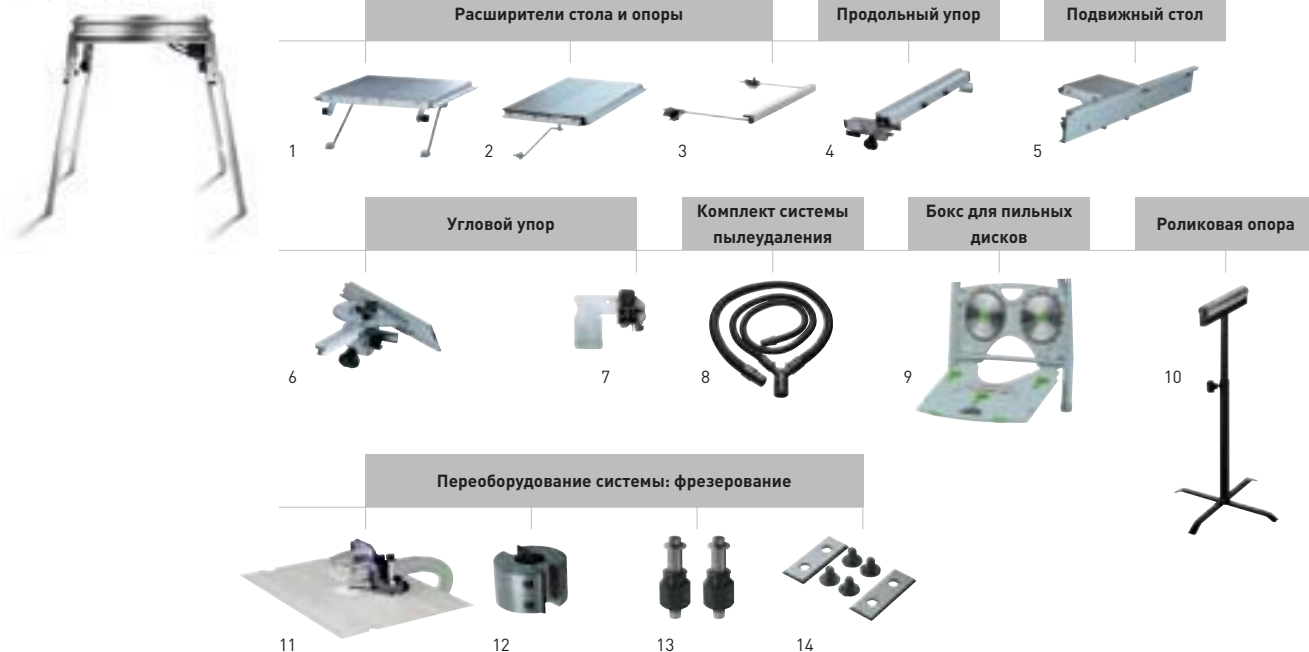 Расширители стола и опоры
Продольный упор
Подвижный стол
1
2
3
4
5
Угловой упор
Комплект системы
пылеудаления
Бокс для пильных
дисков
Роликовая опора
6
7
8
9
10
Переоборудование системы: фрезерование
11
12
13
14